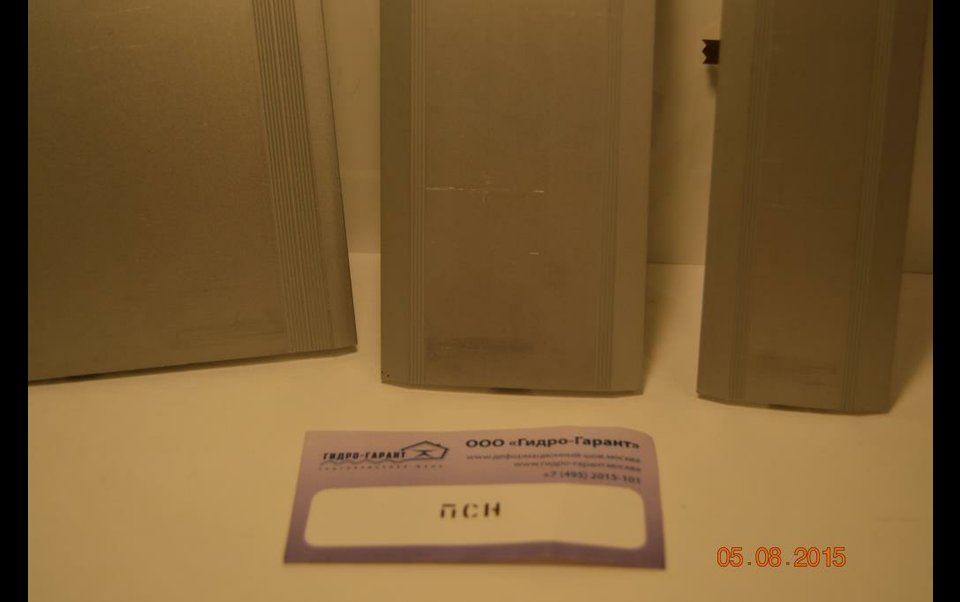 ГИДРО-ГАРАНТ
ООО «Гидро-Гарант»
www.деформационный-шов.москва
www.гидро-гарант.москва
+7 (495) 2015-101
ПСН
05.08.2015